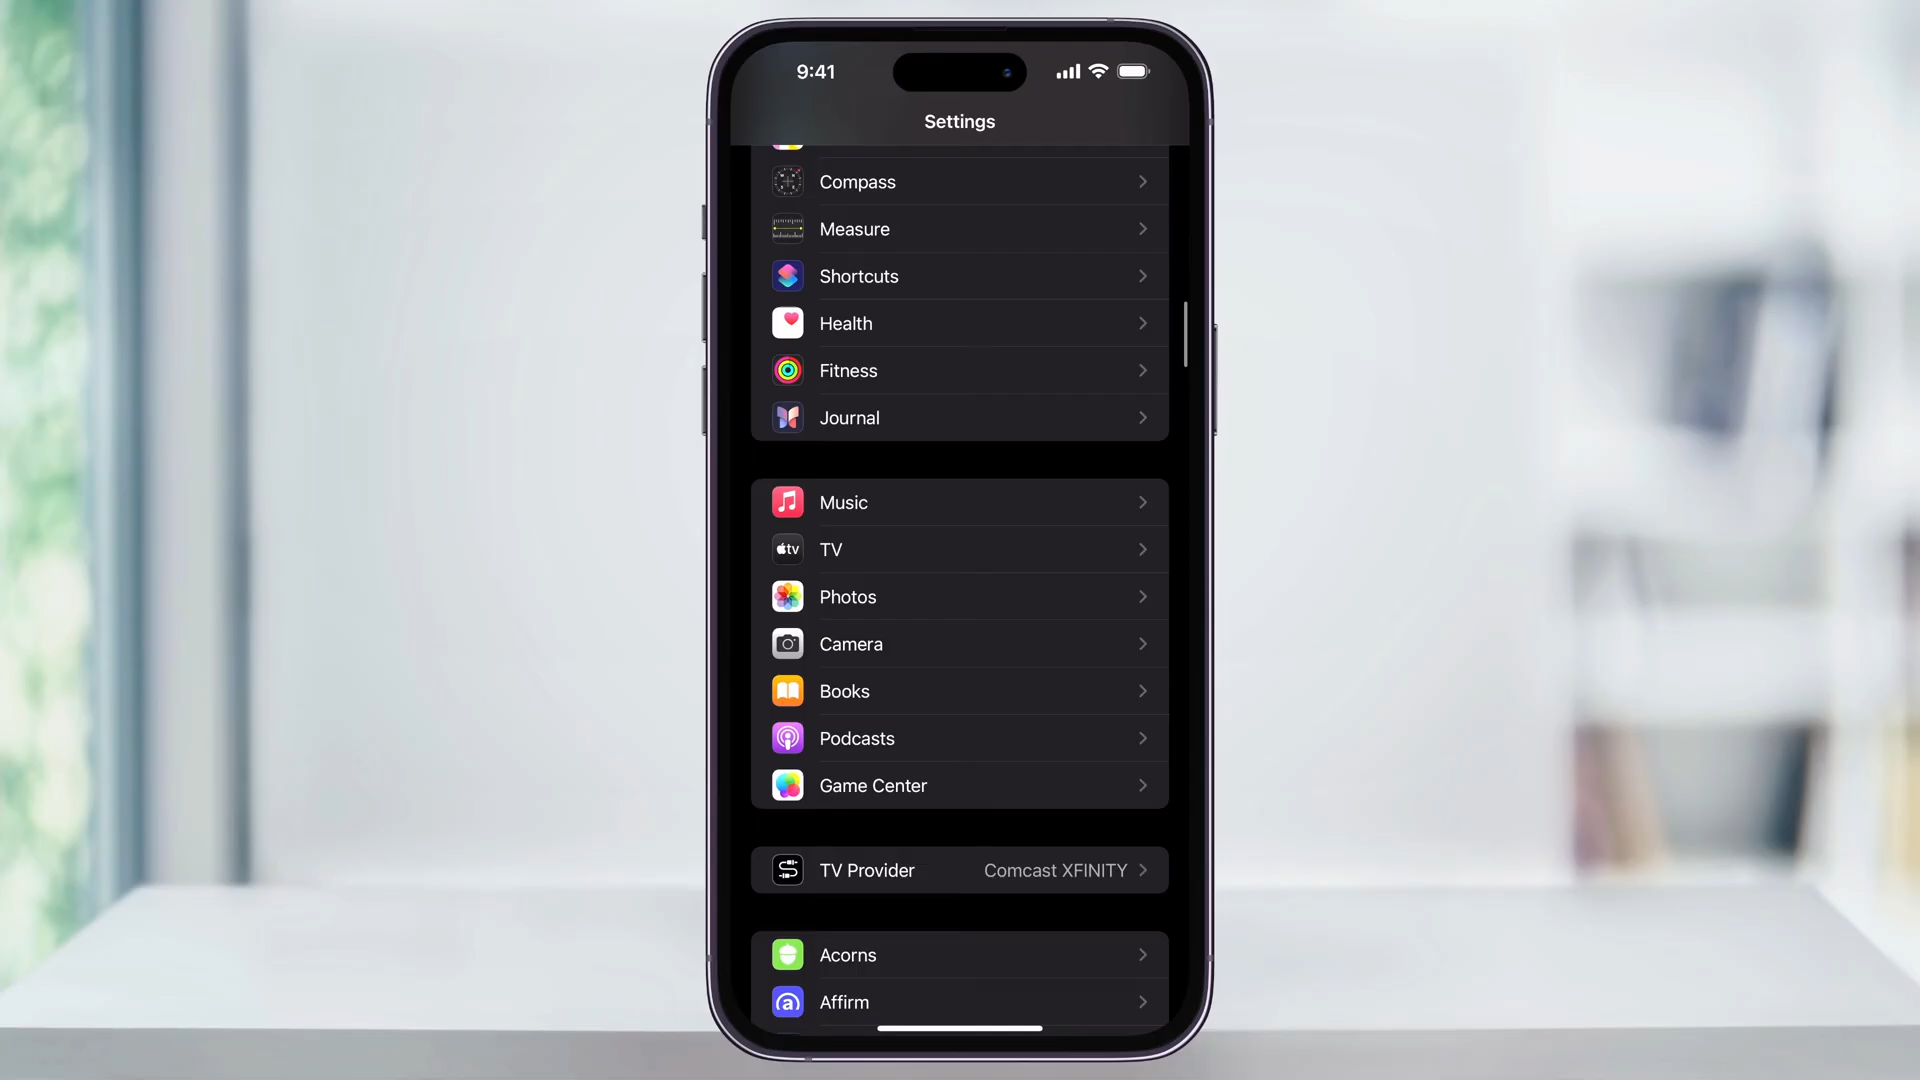 9:41
Settings
Compass
Measure
Shortcuts
Health
Fitness
Journal
Music
tv TV
Photos
Camera
Books
Podcasts
Game Center
TV Provider Comcast XFINITY
Acorns
a Affirm